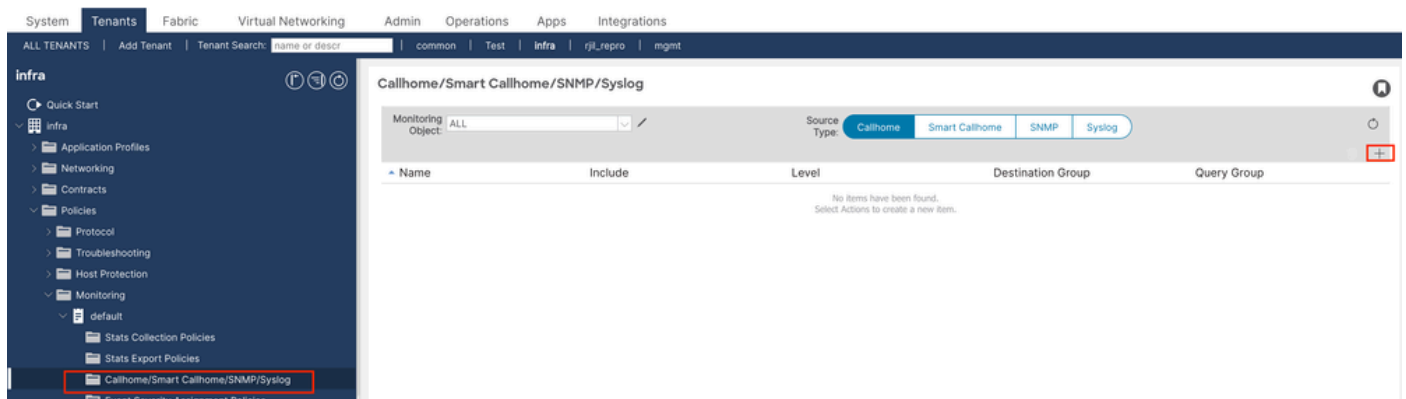 System Tenants Fabric Virtual Networking Admin Operations Apps Integrations
ALL TENANTS | Add Tenant | Tenant Search: name or descr | common | Test | infra | rjil_repro | mgmt
infra
Quick Start
infra
Application Profiles
Networking
Contracts
Policies
Protocol
Troubleshooting
Host Protection
Monitoring
default
Stats Collection Policies
Stats Export Policies
Callhome/Smart Callhome/SNMP/Syslog
Callhome/Smart Callhome/SNMP/Syslog
Monitoring Object: ALL
Source Type: Callhome Smart Callhome SNMP Syslog
Name Include Level Destination Group Query Group
No items have been found.
Select Actions to create a new item.